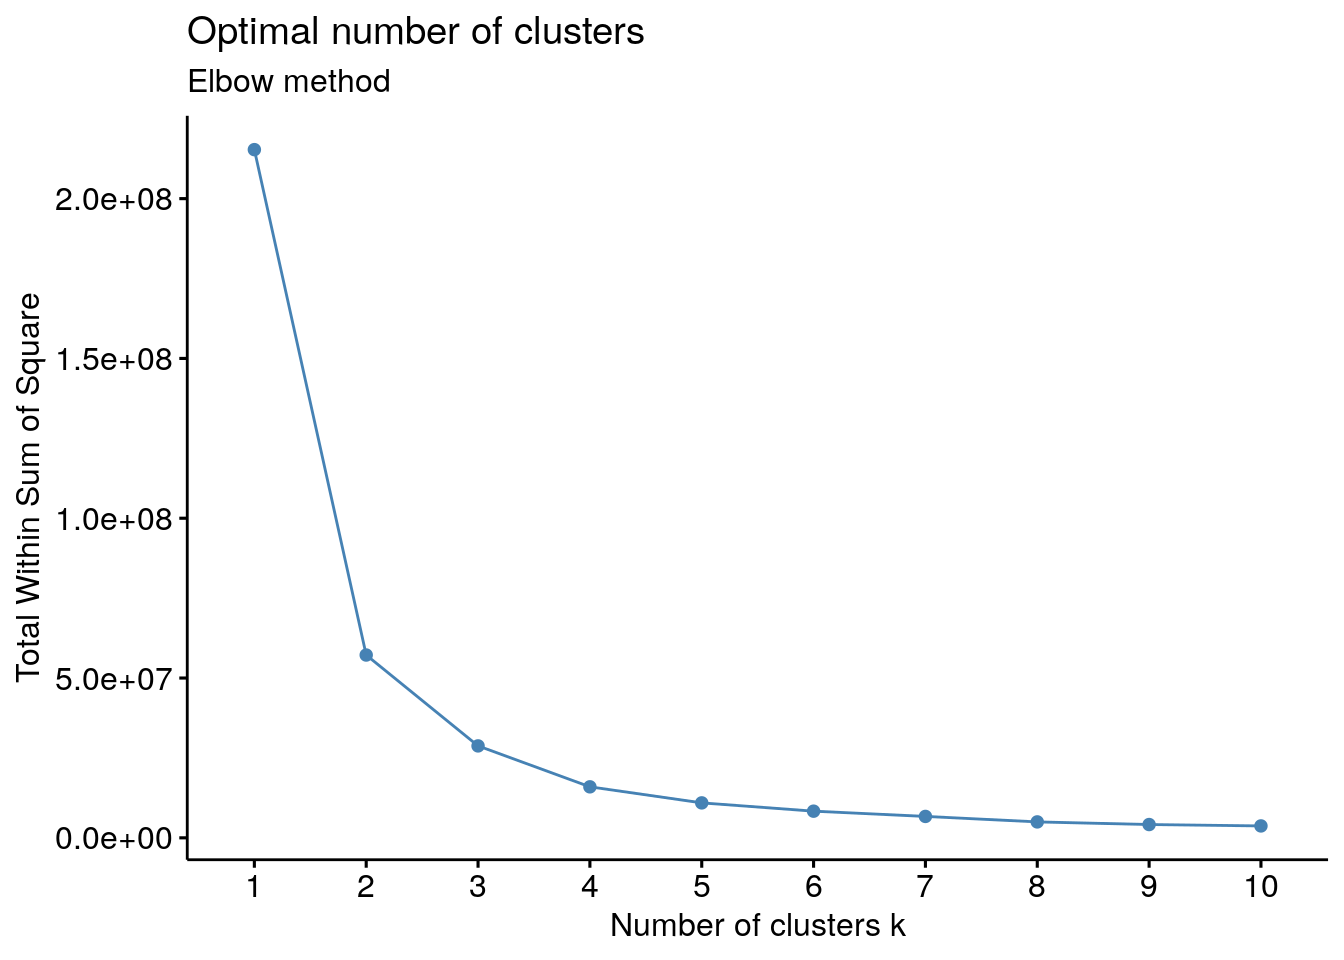 Optimal number of clusters
Elbow method
2.0e+08
1.5e+08
1.0e+08
5.0e+07
0.0e+00
Total Within Sum of Square
1 2 3 4 5 6 7 8 9 10
Number of clusters k